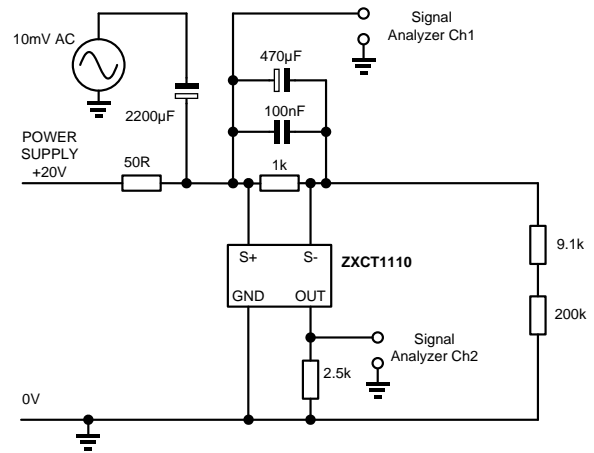 10mV AC
Signal
Analyzer Ch1
470µF
2200µF
100nF
POWER
SUPPLY
+20V
50R
1k
S+
S-
ZXCT1110
9.1k
GND
OUT
200k
Signal
Analyzer Ch2
2.5k
0V